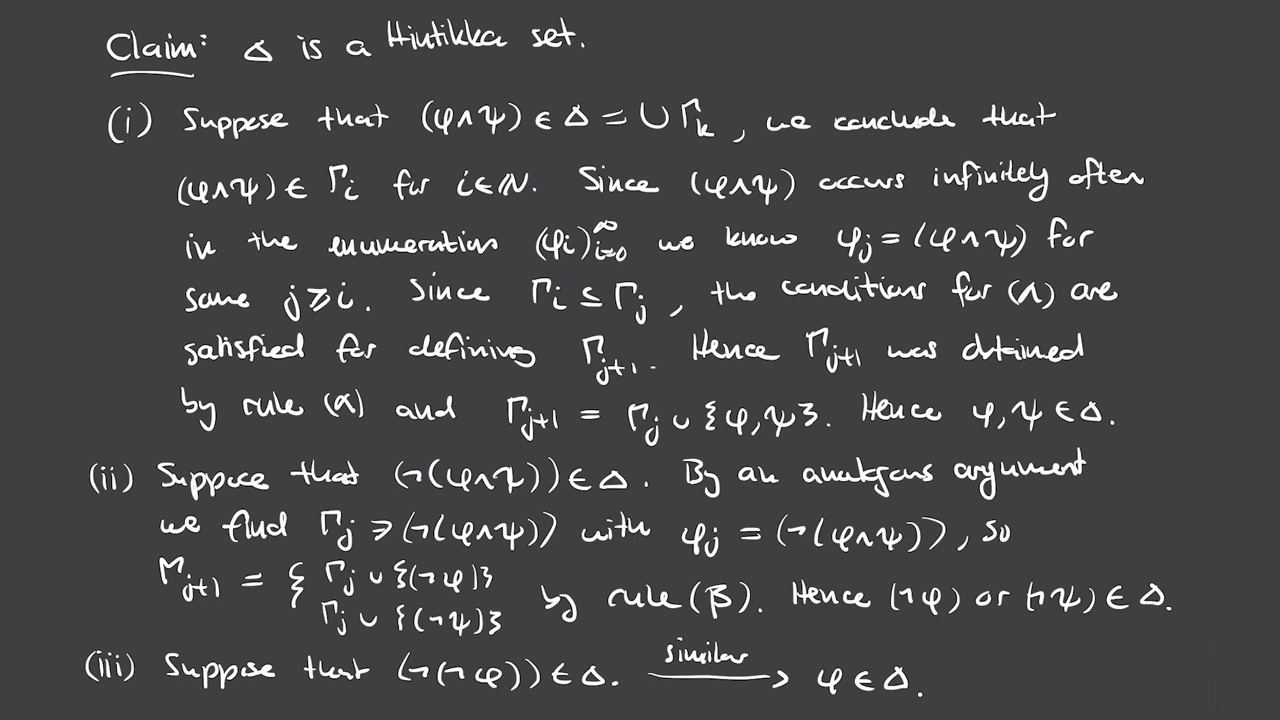 Claim: Δ is a Hintikka set.
(i) Suppose that (φ∧ψ) ∈ Δ = ∪Γₖ, we conclude that
(φ∧ψ) ∈ Γᵢ for i∈ℕ. Since (φ∧ψ) occurs infinitely often
in the enumeration (φᵢ)ᵢ₌₀^∞ we know φⱼ = (φ∧ψ) for
some j ≥ i. Since Γᵢ ⊆ Γⱼ, the conditions for (∧) are
satisfied for defining Γⱼ₊₁. Hence Γⱼ₊₁ was obtained
by rule (α) and Γⱼ₊₁ = Γⱼ ∪ {φ,ψ}. Hence φ,ψ ∈ Δ.
(ii) Suppose that (¬(φ∧ψ)) ∈ Δ. By an analogous argument
we find Γⱼ ∋ (¬(φ∧ψ)) with φⱼ = (¬(φ∧ψ)), so
Γⱼ₊₁ = { Γⱼ ∪ {(¬φ)}
Γⱼ ∪ {(¬ψ)} by rule (β). Hence (¬φ) or (¬ψ) ∈ Δ.
(iii) Suppose that (¬(¬φ)) ∈ Δ. similar → φ ∈ Δ.